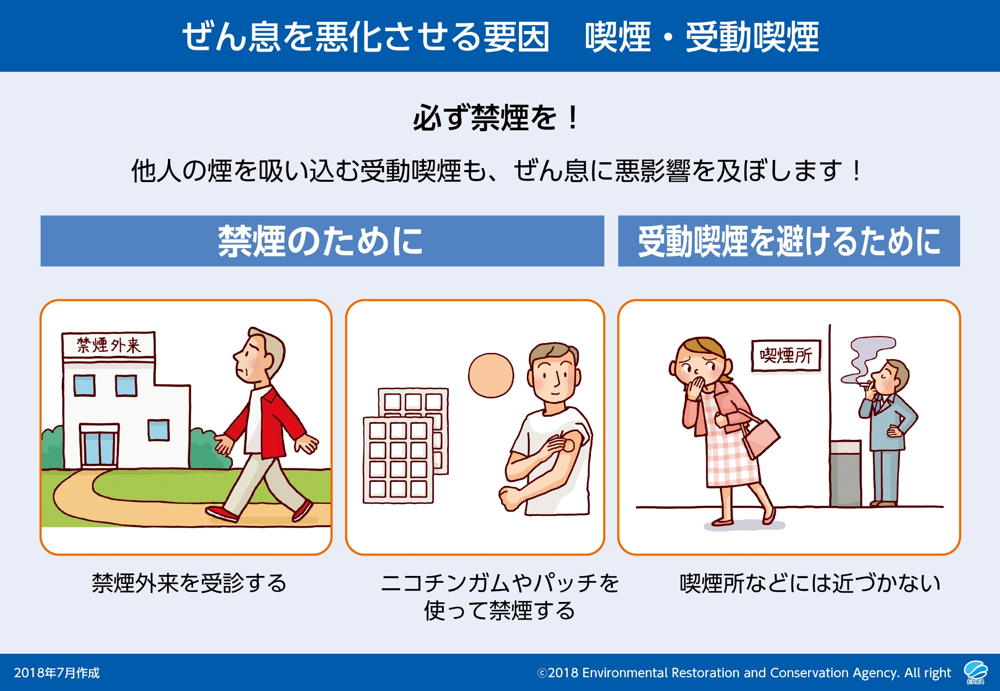 ぜん息を悪化させる要因　喫煙・受動喫煙
必ず禁煙を！
他人の煙を吸い込む受動喫煙も、ぜん息に悪影響を及ぼします！
禁煙のために
受動喫煙を避けるために
禁煙外来
喫煙所
禁煙外来を受診する
ニコチンガムやパッチを
使って禁煙する
喫煙所などには近づかない
2018年7月作成
©2018 Environmental Restoration and Conservation Agency. All right
ERCA